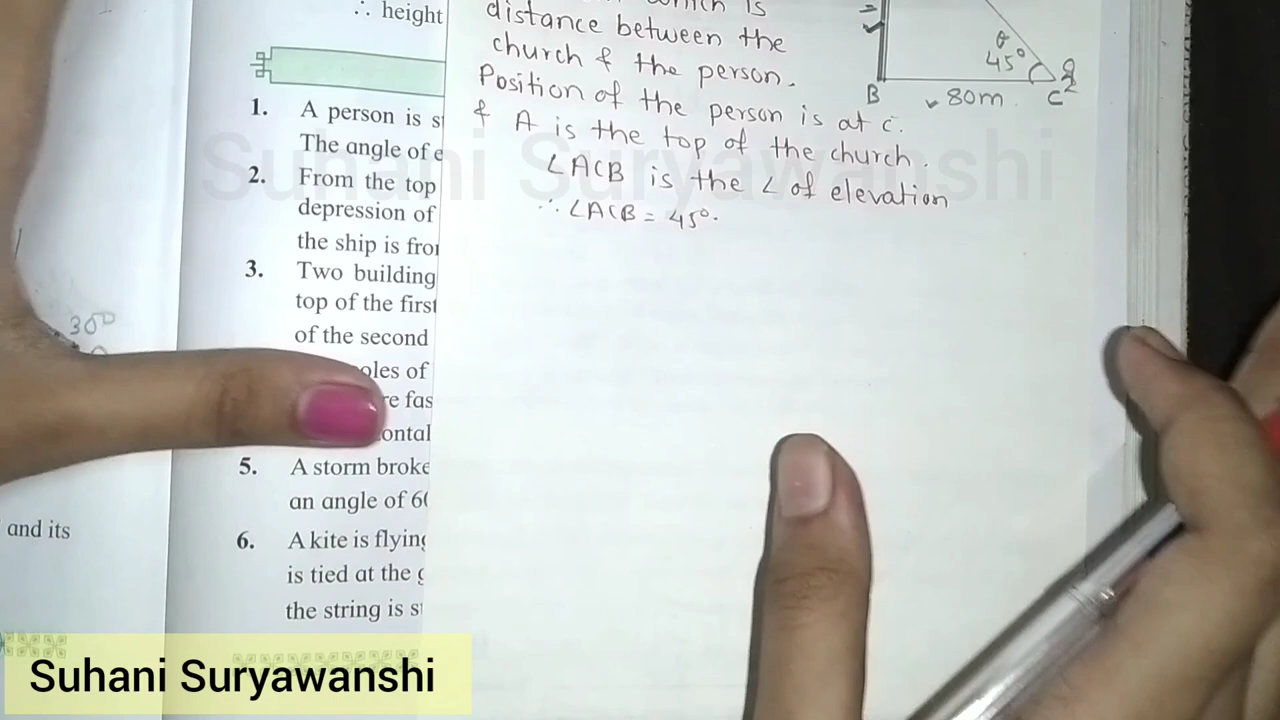 ∴ height
which is
distance between the
church & the person.
Position of the person is at C.
& A is the top of the church.
∠ACB is the ∠ of elevation
∴ ∠ACB = 45°.
θ
45°
B
80m
C
1. A person is s
The angle of e
2. From the top
depression of
the ship is from
3. Two building
top of the first
of the second
oles of
re fas
ontal
5. A storm broke
an angle of 60
6. A kite is flying
is tied at the g
the string is s
30°
and its
Suhani Suryawanshi
Suhani Suryawanshi